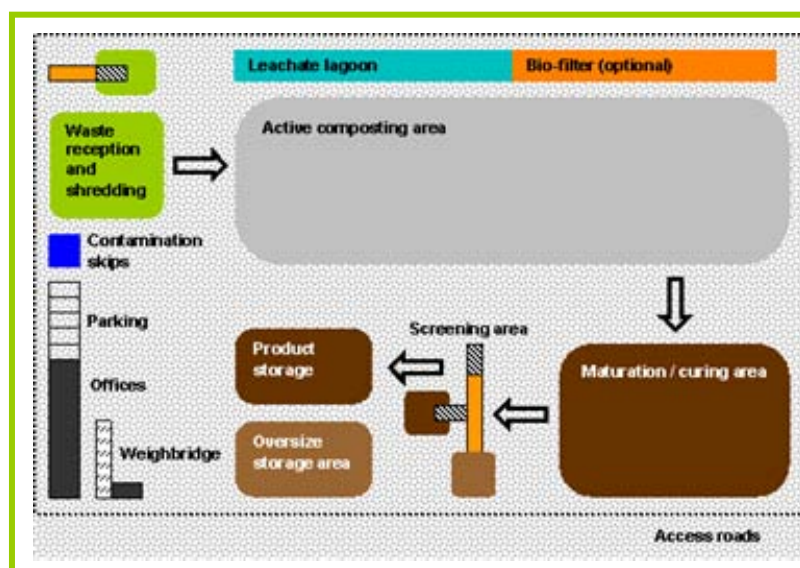 Leachate lagoon
Bio-filter (optional)
Waste
reception
and
shredding
Active composting area
Contamination
skips
Parking
Offices
Weighbridge
Product
storage
Oversize
storage area
Screening area
Maturation / curing area
Access roads